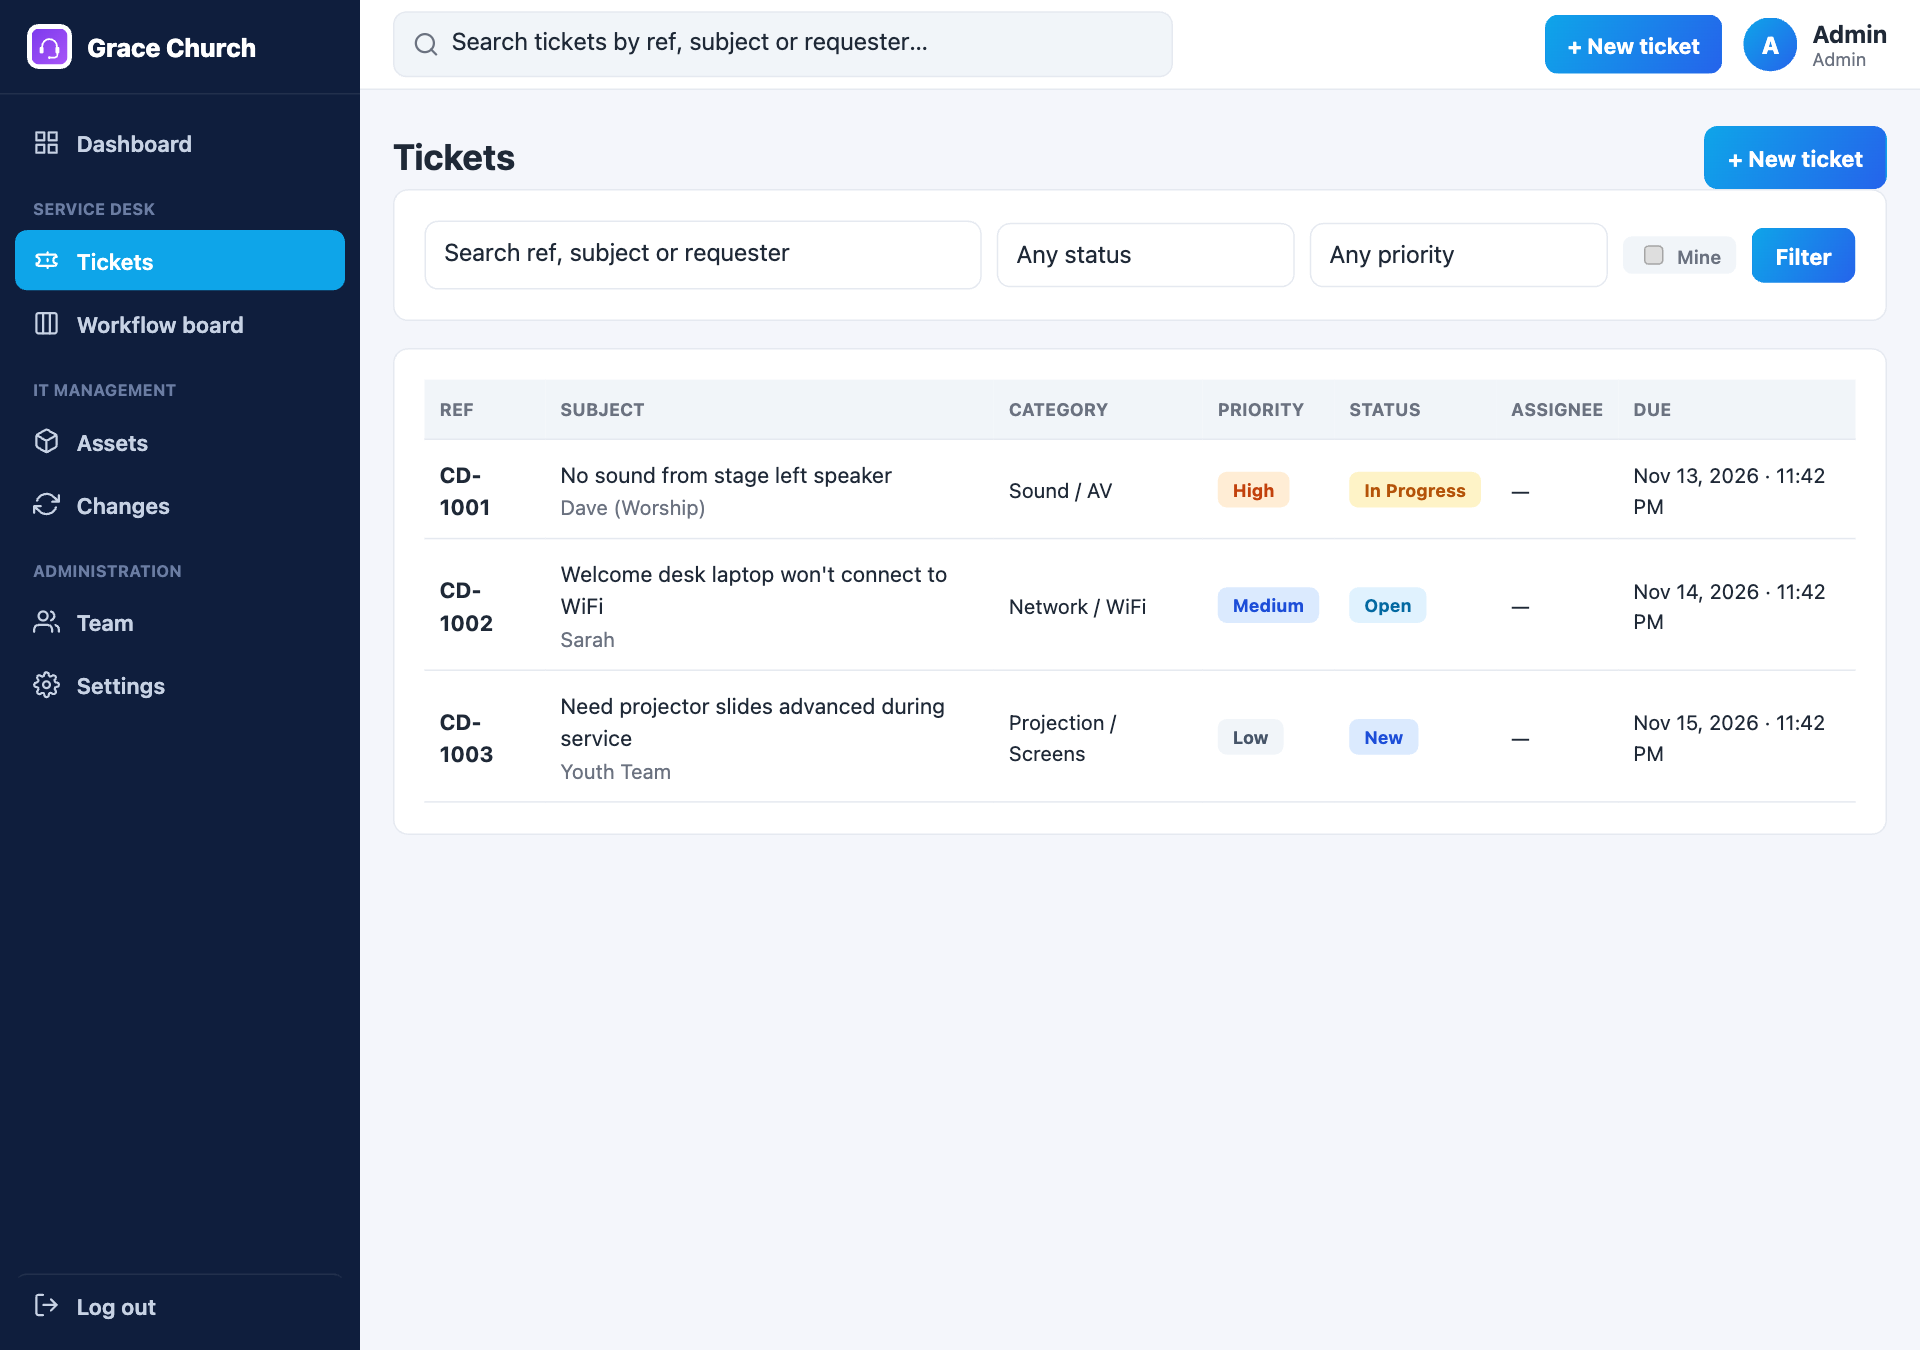 Grace Church
Search tickets by ref, subject or requester...
+ New ticket
A
Admin
Admin
Dashboard
SERVICE DESK
Tickets
Workflow board
IT MANAGEMENT
Assets
Changes
ADMINISTRATION
Team
Settings
Log out
Tickets
+ New ticket
Search ref, subject or requester
Any status
Any priority
Mine
Filter
REF SUBJECT CATEGORY PRIORITY STATUS ASSIGNEE DUE
CD-
1001
No sound from stage left speaker
Dave (Worship)
Sound / AV
High
In Progress
—
Nov 13, 2026 · 11:42
PM
CD-
1002
Welcome desk laptop won't connect to
WiFi
Sarah
Network / WiFi
Medium
Open
—
Nov 14, 2026 · 11:42
PM
CD-
1003
Need projector slides advanced during
service
Youth Team
Projection /
Screens
Low
New
—
Nov 15, 2026 · 11:42
PM